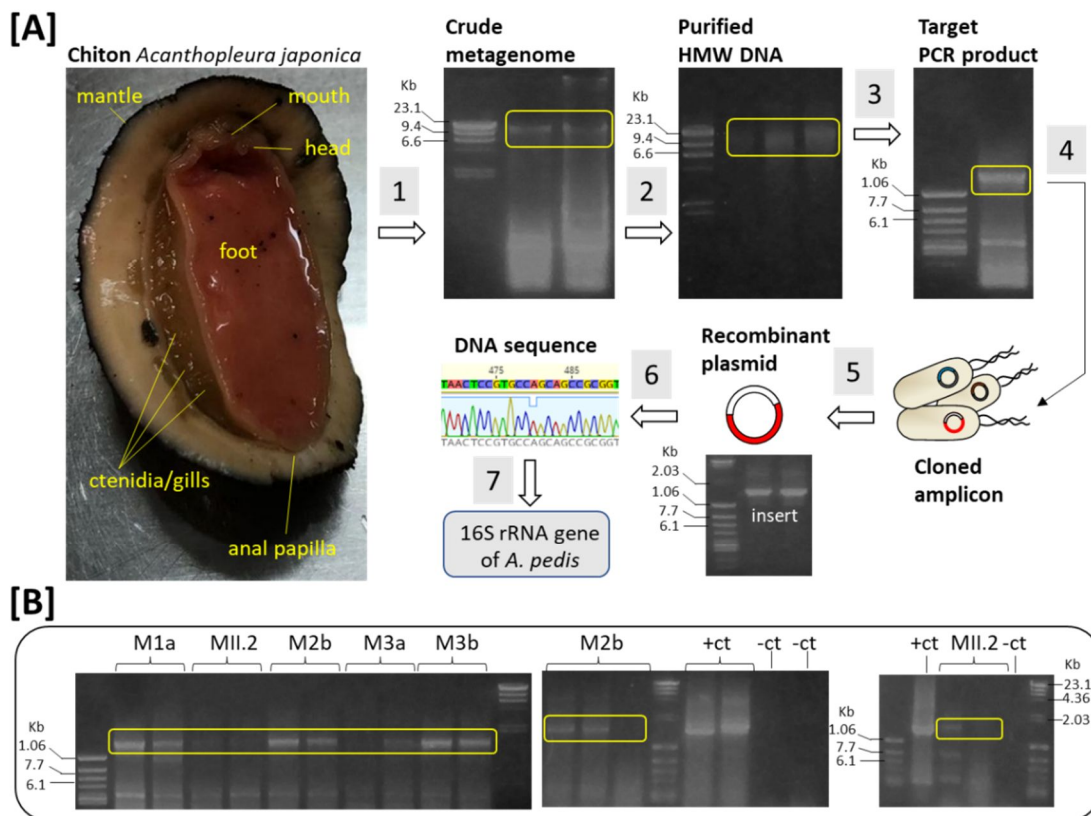 [A]
Chiton Acanthopleura japonica
mantle
mouth
head
foot
ctenidia/gills
anal papilla
1
Crude
metagenome
Kb
23.1
9.4
6.6
2
Purified
HMW DNA
Kb
23.1
9.4
6.6
3
Target
PCR product
Kb
1.06
7.7
6.1
4
Cloned
amplicon
5
Recombinant
plasmid
Kb
2.03
1.06
7.7
6.1
insert
6
DNA sequence
475 485
TAACTCCGTGCCAGCAGCCGCGGT
TAACTCCGTGCCAGCAGCCGCGGT
7
16S rRNA gene
of A. pedis
[B]
M1a MII.2 M2b M3a M3b
Kb
1.06
7.7
6.1
M2b +ct -ct -ct
+ct MII.2 -ct
Kb
1.06
7.7
6.1
Kb
23.1
4.36
2.03